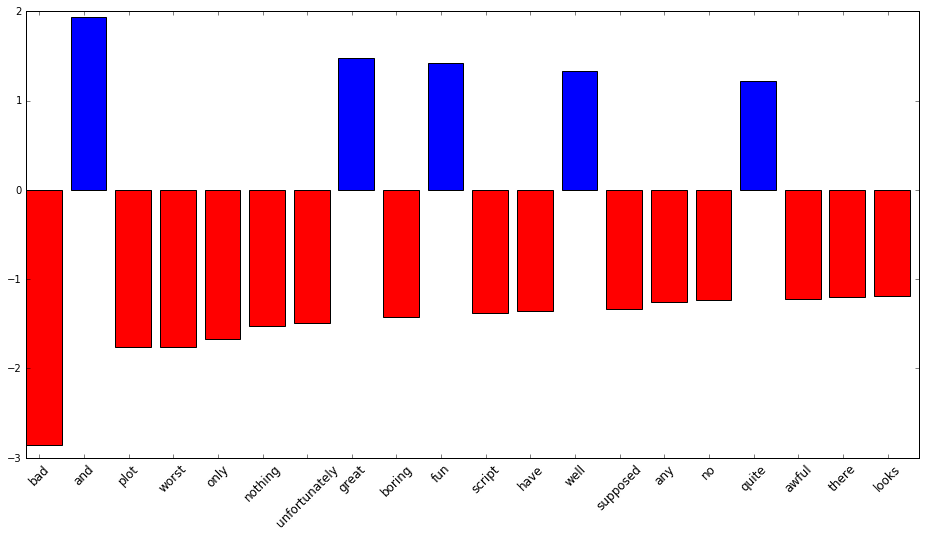 2
1
0
−1
−2
−3
bad
and
plot
worst
only
nothing
unfortunately
great
boring
fun
script
have
well
supposed
any
no
quite
awful
there
looks